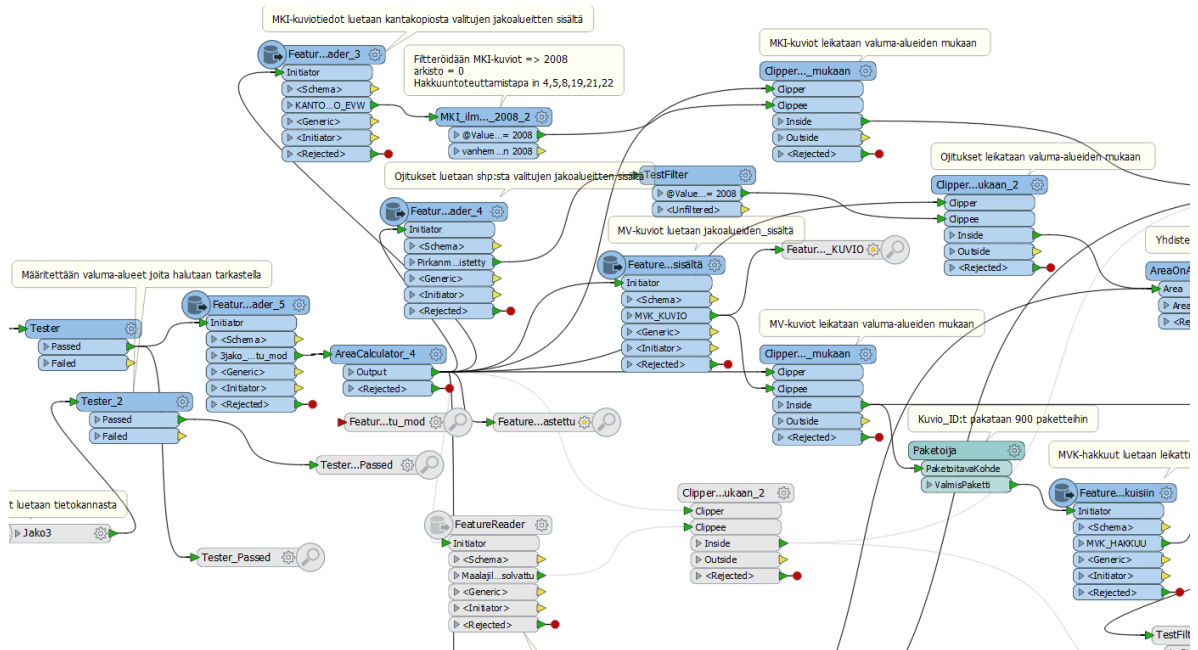 MKI-kuviotiedot luetaan kantakopiosta valitujen jakoalueitten sisältä
Featur...ader_3
Initiator
<Schema>
KANTO...O_EVW
<Generic>
<Initiator>
<Rejected>
Filtteröidään MKI-kuviot => 2008
arkisto = 0
Hakkuuntoteuttamistapa in 4,5,8,19,21,22
MKI_ilm..._2008_2
@Value...= 2008
vanhem...n 2008
MKI-kuviot leikataan valuma-alueiden mukaan
Clipper..._mukaan
Clipper
Clippee
Inside
Outside
<Rejected>
Ojitukset luetaan shp:sta valitujen jakoalueitten sisältä
Featur...ader_4
Initiator
<Schema>
Pirkanm...istetty
<Generic>
<Initiator>
<Rejected>
TestFilter
@Value...= 2008
<Unfiltered>
Ojitukset leikataan valuma-alueiden mukaan
Clipper...ukaan_2
Clipper
Clippee
Inside
Outside
<Rejected>
MV-kuviot luetaan jakoalueiden_sisältä
Feature...sisältä
Initiator
<Schema>
MVK_KUVIO
<Generic>
<Initiator>
<Rejected>
Featur..._KUVIO
Yhdiste
AreaOnA
Area
Area
<Reje
Määritettään valuma-alueet joita halutaan tarkastella
Tester
Passed
Failed
Featur...ader_5
Initiator
<Schema>
3jako_...tu_mod
<Generic>
<Initiator>
<Rejected>
AreaCalculator_4
Output
<Rejected>
Tester_2
Passed
Failed
Featur...tu_mod
Feature...astettu
Tester...Passed
MV-kuviot leikataan valuma-alueiden mukaan
Clipper..._mukaan
Clipper
Clippee
Inside
Outside
<Rejected>
Kuvio_ID:t pakataan 900 paketteihin
Paketoija
PaketoitavaKohde
ValmisPaketti
MVK-hakkuut luetaan leikattu
Feature...kuisiin
Initiator
<Schema>
MVK_HAKKUU
<Generic>
<Initiator>
<Rejected>
t luetaan tietokannasta
Jako3
Tester_Passed
FeatureReader
Initiator
<Schema>
Maalajil...solvattu
<Generic>
<Initiator>
<Rejected>
Clipper...ukaan_2
Clipper
Clippee
Inside
Outside
<Rejected>
TestFilt